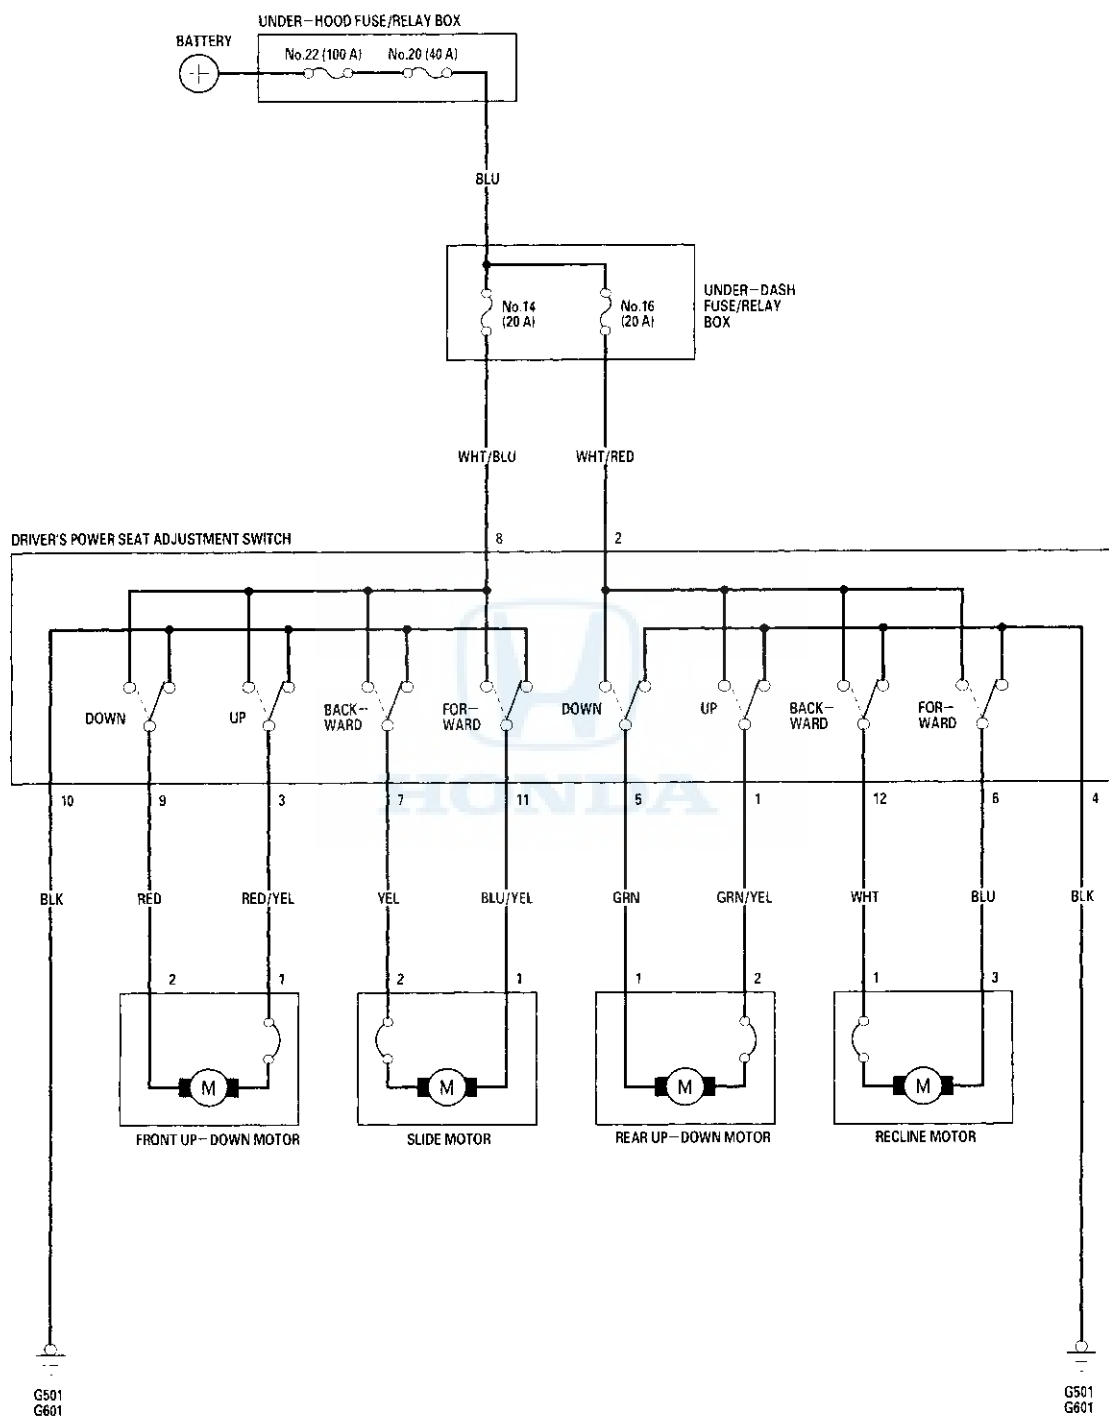 UNDER-HOOD FUSE/RELAY BOX
BATTERY
No.22 (100 A) No.20 (40 A)
BLU
No.14
(20 A)
No.16
(20 A)
UNDER-DASH
FUSE/RELAY
BOX
WHT/BLU WHT/RED
DRIVER'S POWER SEAT ADJUSTMENT SWITCH
8 2
DOWN UP BACK-
WARD FOR-
WARD DOWN UP BACK-
WARD FOR-
WARD
HONDA
10 9 3 7 11 5 1 12 6 4
BLK RED RED/YEL YEL BLU/YEL GRN GRN/YEL WHT BLU BLK
2 1 2 1 1 2 1 3
M M M M
FRONT UP-DOWN MOTOR SLIDE MOTOR REAR UP-DOWN MOTOR RECLINE MOTOR
G501
G601
G501
G601